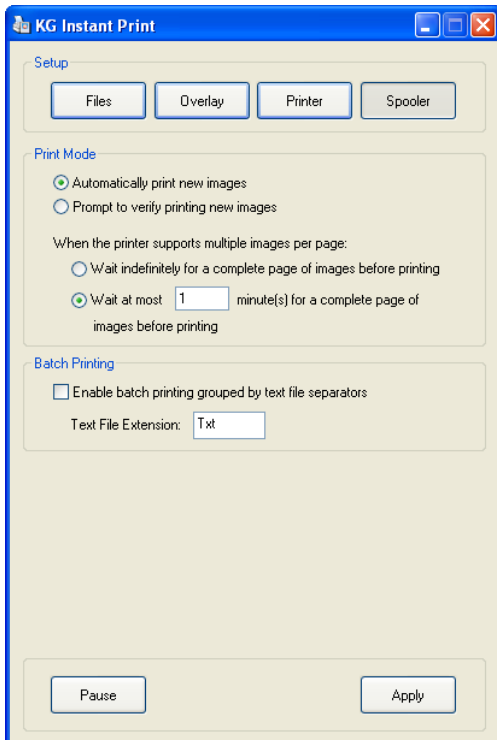 KG Instant Print
Setup
Files Overlay Printer Spooler
Print Mode
Automatically print new images
Prompt to verify printing new images
When the printer supports multiple images per page:
Wait indefinitely for a complete page of images before printing
Wait at most 1 minute(s) for a complete page of
images before printing
Batch Printing
Enable batch printing grouped by text file separators
Text File Extension: Txt
Pause Apply